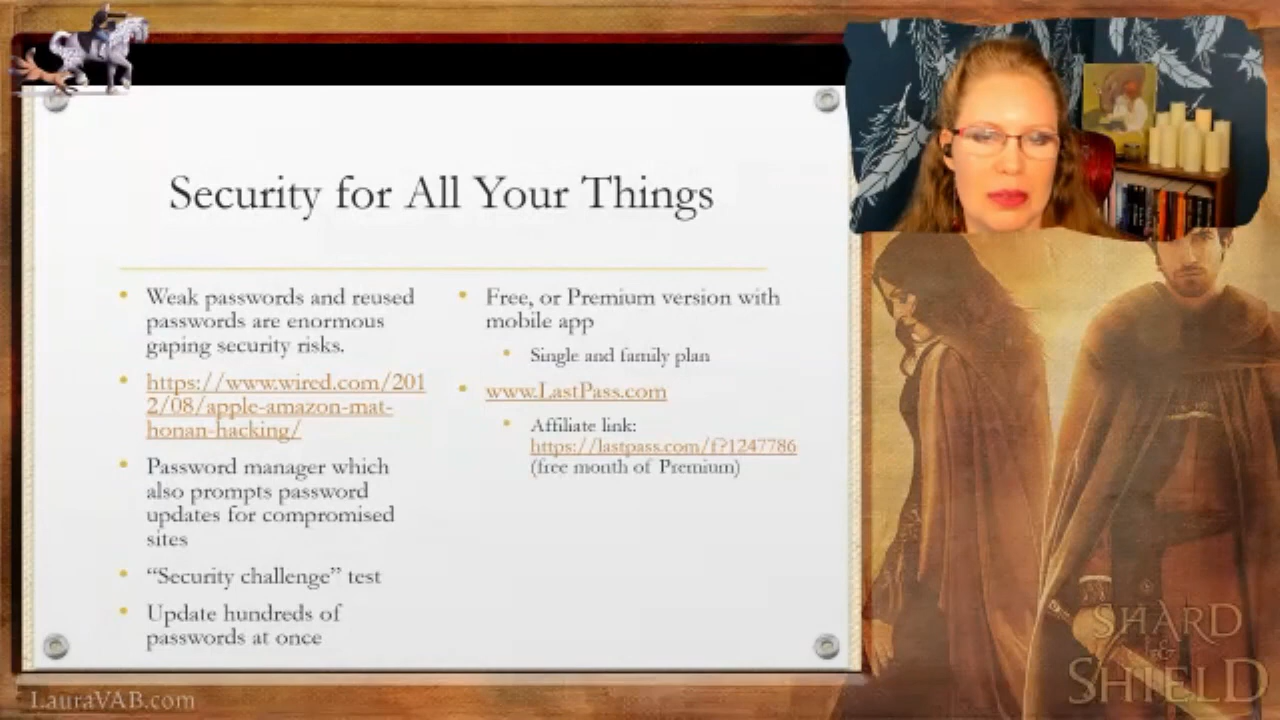 Security for All Your Things
• Weak passwords and reused
passwords are enormous
gaping security risks.
• https://www.wired.com/201
2/08/apple-amazon-mat-
honan-hacking/
• Password manager which
also prompts password
updates for compromised
sites
• “Security challenge” test
• Update hundreds of
passwords at once
• Free, or Premium version with
mobile app
• Single and family plan
• www.LastPass.com
• Affiliate link:
https://lastpass.com/f?1247786
(free month of Premium)
SHARD
&
SHIELD
LauraVAB.com